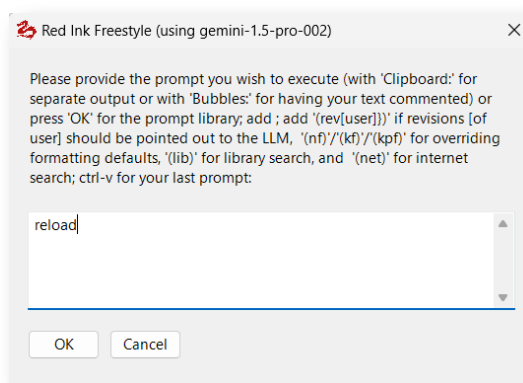 Red Ink Freestyle (using gemini-1.5-pro-002)
Please provide the prompt you wish to execute (with 'Clipboard:' for
separate output or with 'Bubbles:' for having your text commented) or
press 'OK' for the prompt library; add ; add '(rev[user]))' if revisions [of
user] should be pointed out to the LLM,  '(nf)'/'(kf)'/'(kpf)' for overriding
formatting defaults, '(lib)' for library search, and  '(net)' for internet
search; ctrl-v for your last prompt:
reload
OK Cancel